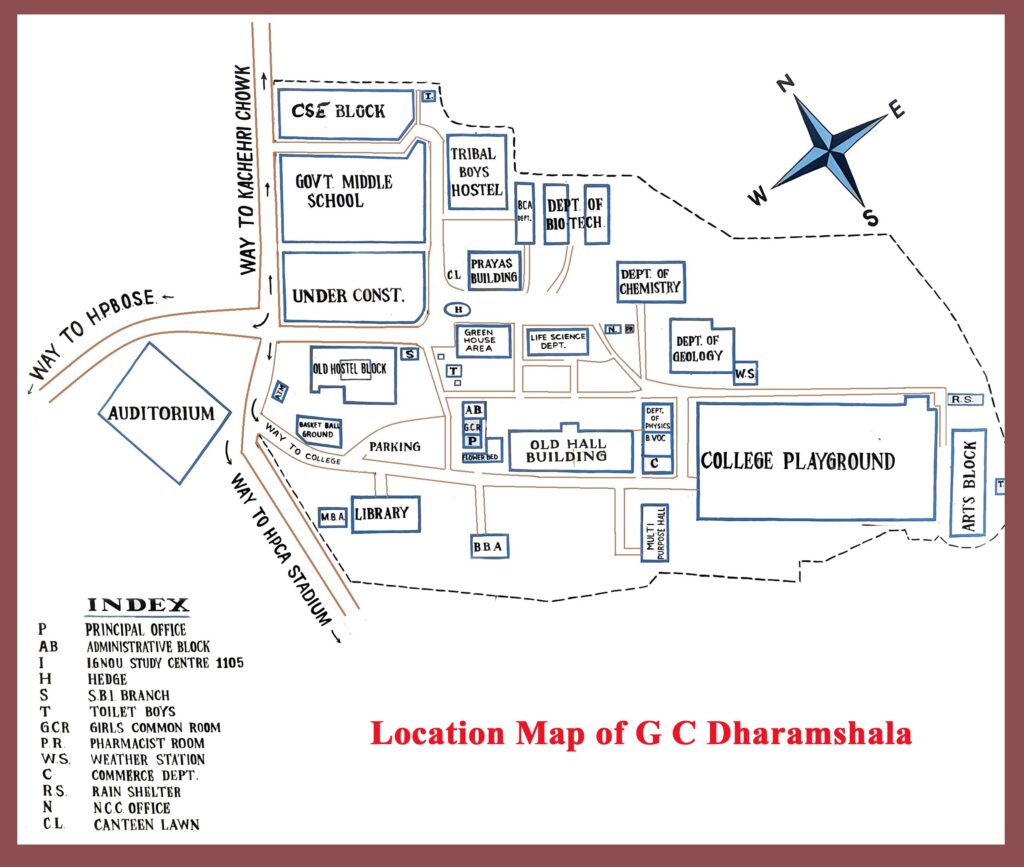 N
E
W
S
WAY TO KACHEHRI CHOWK
CSE BLOCK
I.
GOVT. MIDDLE
SCHOOL
TRIBAL
BOYS
HOSTEL
BCA
DEPT.
DEPT. OF
BIO-TECH.
UNDER CONST.
C L
PRAYAS
BUILDING
H
DEPT. OF
CHEMISTRY
WAY TO H.P.B.O.S.E.
GREEN
HOUSE
AREA
LIFE SCIENCE
DEPT.
N.
PR
DEPT. OF
GEOLOGY
W.S
OLD HOSTEL BLOCK
S
T
A.T.M
R.S.
AUDITORIUM
BASKET BALL
GROUND
WAY TO COLLEGE
PARKING
A.B.
G.C.R
P
FLOWER BED
OLD HALL
BUILDING
DEPT.
OF
PHYSICS
B.VOC
C
COLLEGE PLAYGROUND
ARTS BLOCK
T.
M.B.A.
LIBRARY
B B A
MULTI
PURPOSE HALL
WAY TO HPCA STADIUM
INDEX
P PRINCIPAL OFFICE
AB ADMINISTRATIVE BLOCK
I IGNOU STUDY CENTRE 1105
H HEDGE
S S.B.I BRANCH
T TOILET BOYS
G.C.R GIRLS COMMON ROOM
P.R. PHARMACIST ROOM
W.S. WEATHER STATION
C COMMERCE DEPT.
R.S. RAIN SHELTER
N N.C.C. OFFICE
C.L. CANTEEN LAWN
Location Map of G C Dharamshala